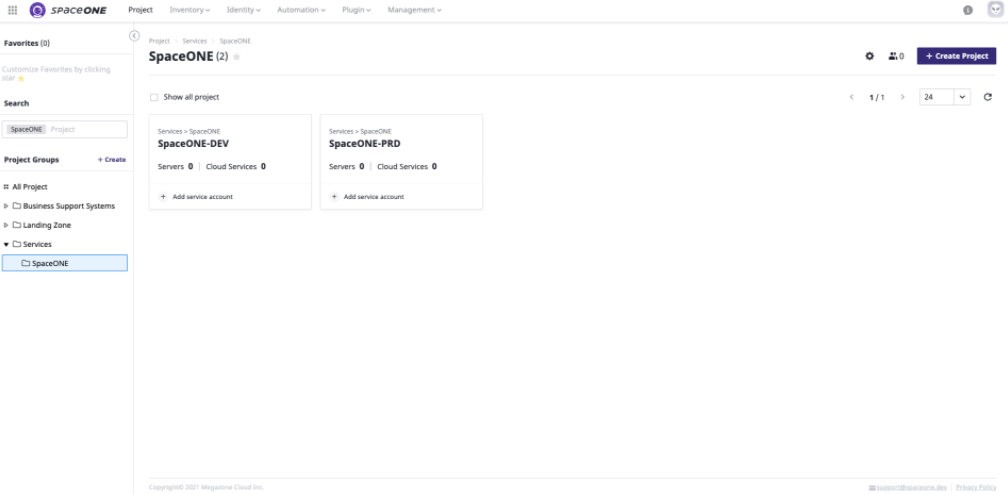 SPACEONE Project Inventory Identity Automation Plugin Management
Favorites (0)
Customize Favorites by clicking
star
Search
SpaceONE Project
Project Groups + Create
All Project
Business Support Systems
Landing Zone
Services
SpaceONE
Project > Services > SpaceONE
SpaceONE (2)
0
+ Create Project
Show all project
< 1 / 1 >
24
Services > SpaceONE
SpaceONE-DEV
Servers 0 | Cloud Services 0
+ Add service account
Services > SpaceONE
SpaceONE-PRD
Servers 0 | Cloud Services 0
+ Add service account
Copyright© 2021 Megazone Cloud Inc.
support@spaceone.dev | Privacy Policy